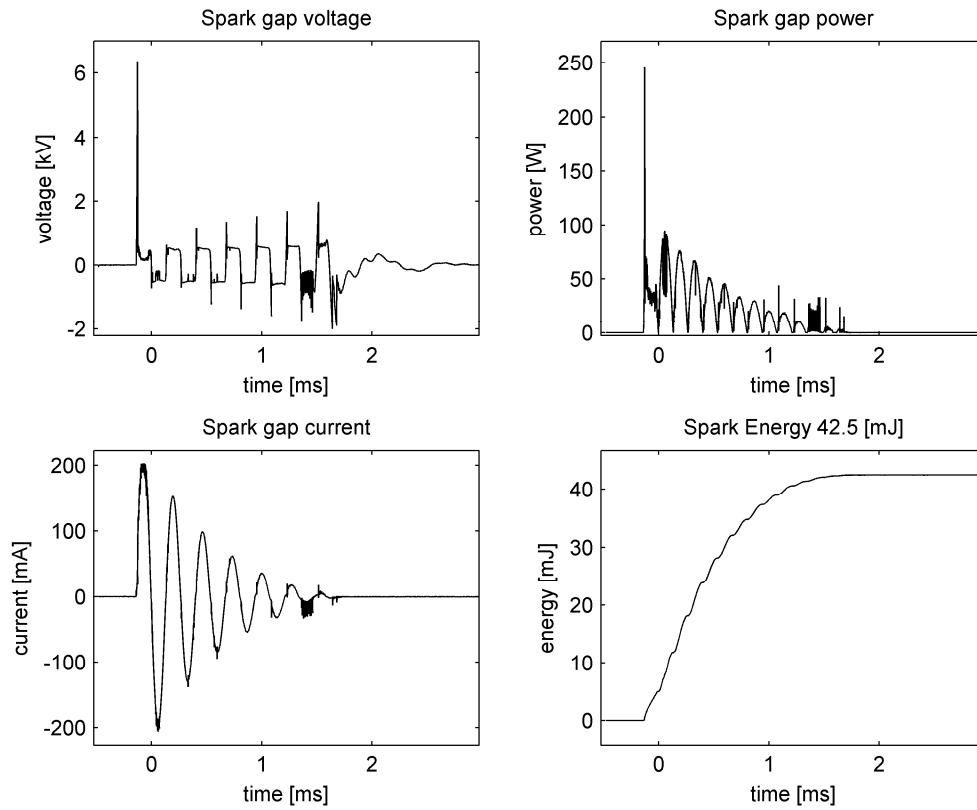 Spark gap voltage
voltage [kV]
6
4
2
0
-2
0
1
2
time [ms]
Spark gap power
power [W]
250
200
150
100
50
0
0
1
2
time [ms]
Spark gap current
current [mA]
200
100
0
-100
-200
0
1
2
time [ms]
Spark Energy 42.5 [mJ]
energy [mJ]
40
30
20
10
0
0
1
2
time [ms]